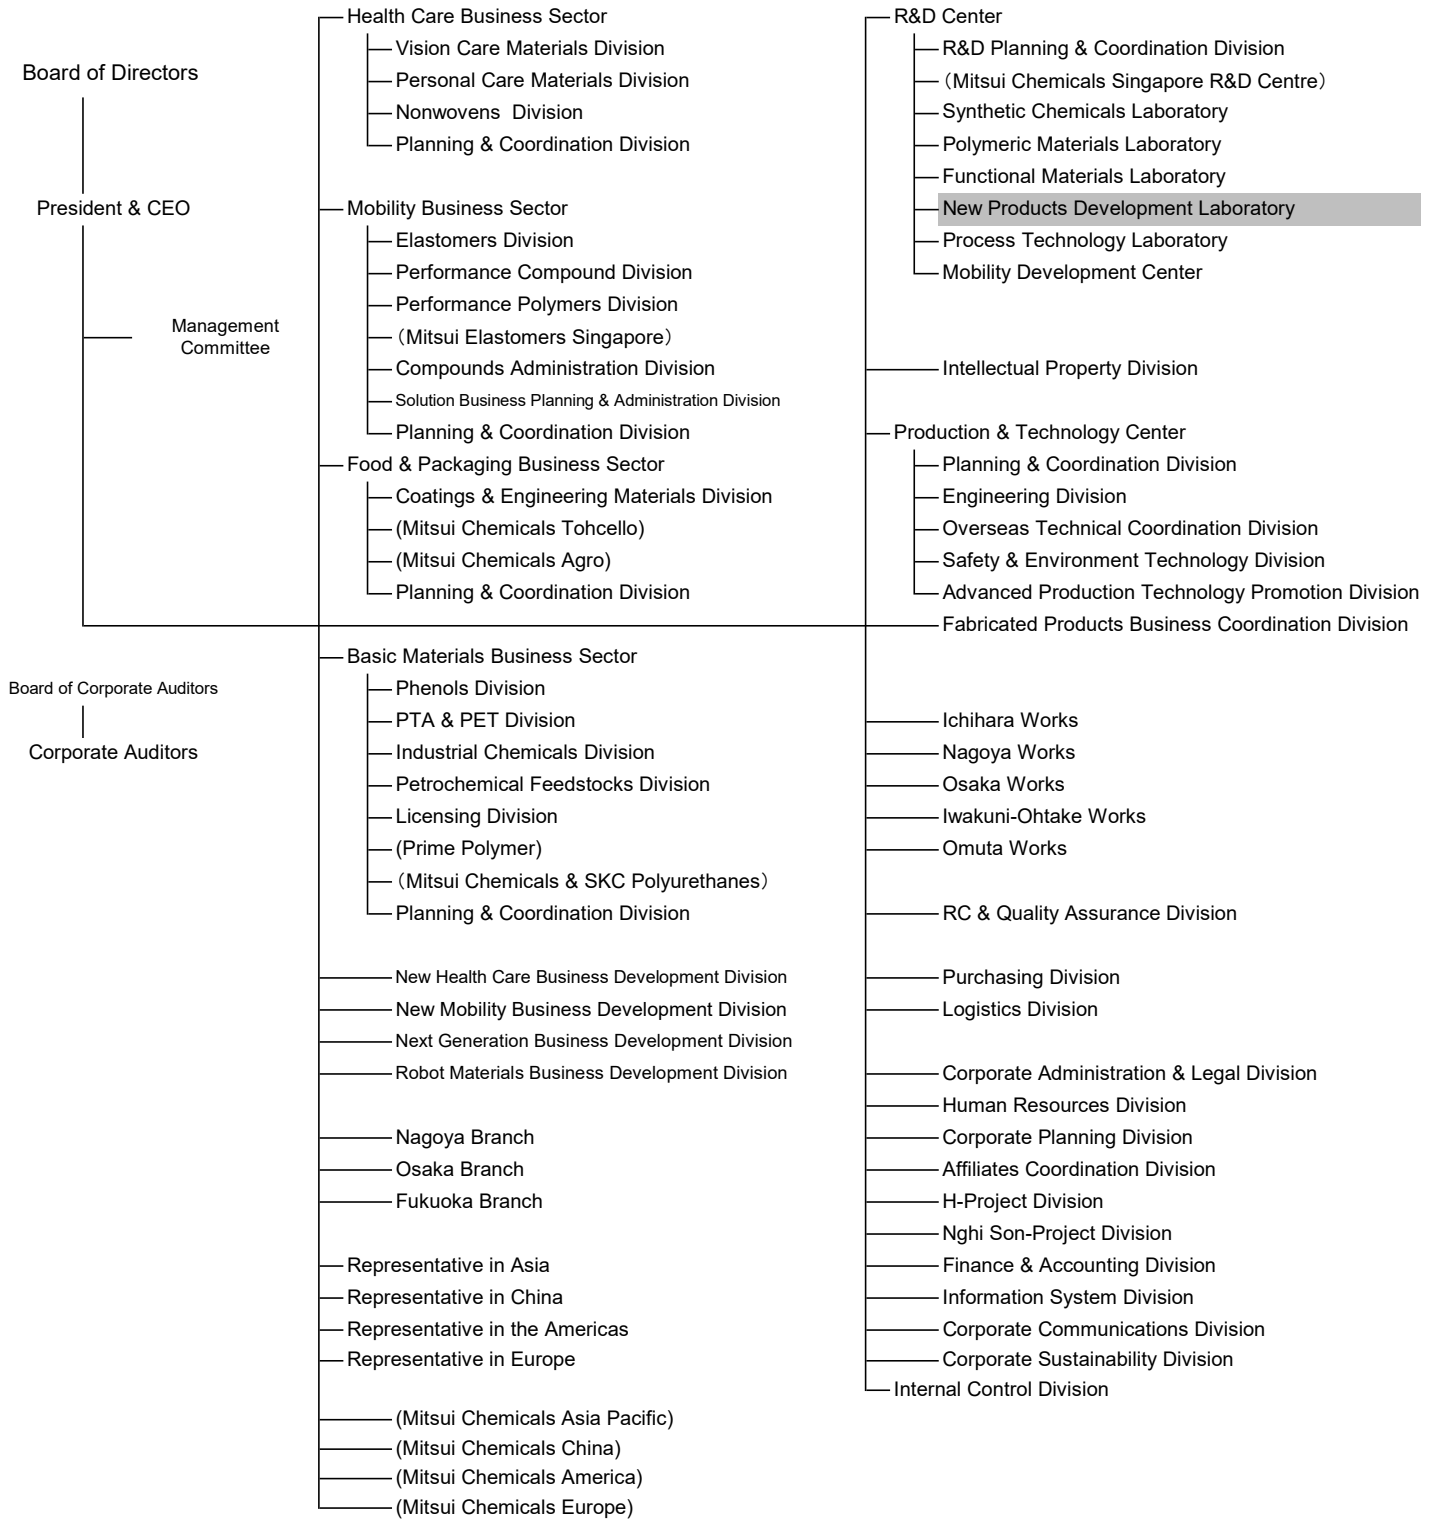 Board of Directors
President & CEO
Management
Committee
Board of Corporate Auditors
Corporate Auditors
Health Care Business Sector
Vision Care Materials Division
Personal Care Materials Division
Nonwovens  Division
Planning & Coordination Division
Mobility Business Sector
Elastomers Division
Performance Compound Division
Performance Polymers Division
（Mitsui Elastomers Singapore）
Compounds Administration Division
Solution Business Planning & Administration Division
Planning & Coordination Division
Food & Packaging Business Sector
Coatings & Engineering Materials Division
(Mitsui Chemicals Tohcello)
(Mitsui Chemicals Agro)
Planning & Coordination Division
Basic Materials Business Sector
Phenols Division
PTA & PET Division
Industrial Chemicals Division
Petrochemical Feedstocks Division
Licensing Division
(Prime Polymer)
（Mitsui Chemicals & SKC Polyurethanes）
Planning & Coordination Division
New Health Care Business Development Division
New Mobility Business Development Division
Next Generation Business Development Division
Robot Materials Business Development Division
Nagoya Branch
Osaka Branch
Fukuoka Branch
Representative in Asia
Representative in China
Representative in the Americas
Representative in Europe
(Mitsui Chemicals Asia Pacific)
(Mitsui Chemicals China)
(Mitsui Chemicals America)
(Mitsui Chemicals Europe)
R&D Center
R&D Planning & Coordination Division
（Mitsui Chemicals Singapore R&D Centre）
Synthetic Chemicals Laboratory
Polymeric Materials Laboratory
Functional Materials Laboratory
New Products Development Laboratory
Process Technology Laboratory
Mobility Development Center
Intellectual Property Division
Production & Technology Center
Planning & Coordination Division
Engineering Division
Overseas Technical Coordination Division
Safety & Environment Technology Division
Advanced Production Technology Promotion Division
Fabricated Products Business Coordination Division
Ichihara Works
Nagoya Works
Osaka Works
Iwakuni-Ohtake Works
Omuta Works
RC & Quality Assurance Division
Purchasing Division
Logistics Division
Corporate Administration & Legal Division
Human Resources Division
Corporate Planning Division
Affiliates Coordination Division
H-Project Division
Nghi Son-Project Division
Finance & Accounting Division
Information System Division
Corporate Communications Division
Corporate Sustainability Division
Internal Control Division